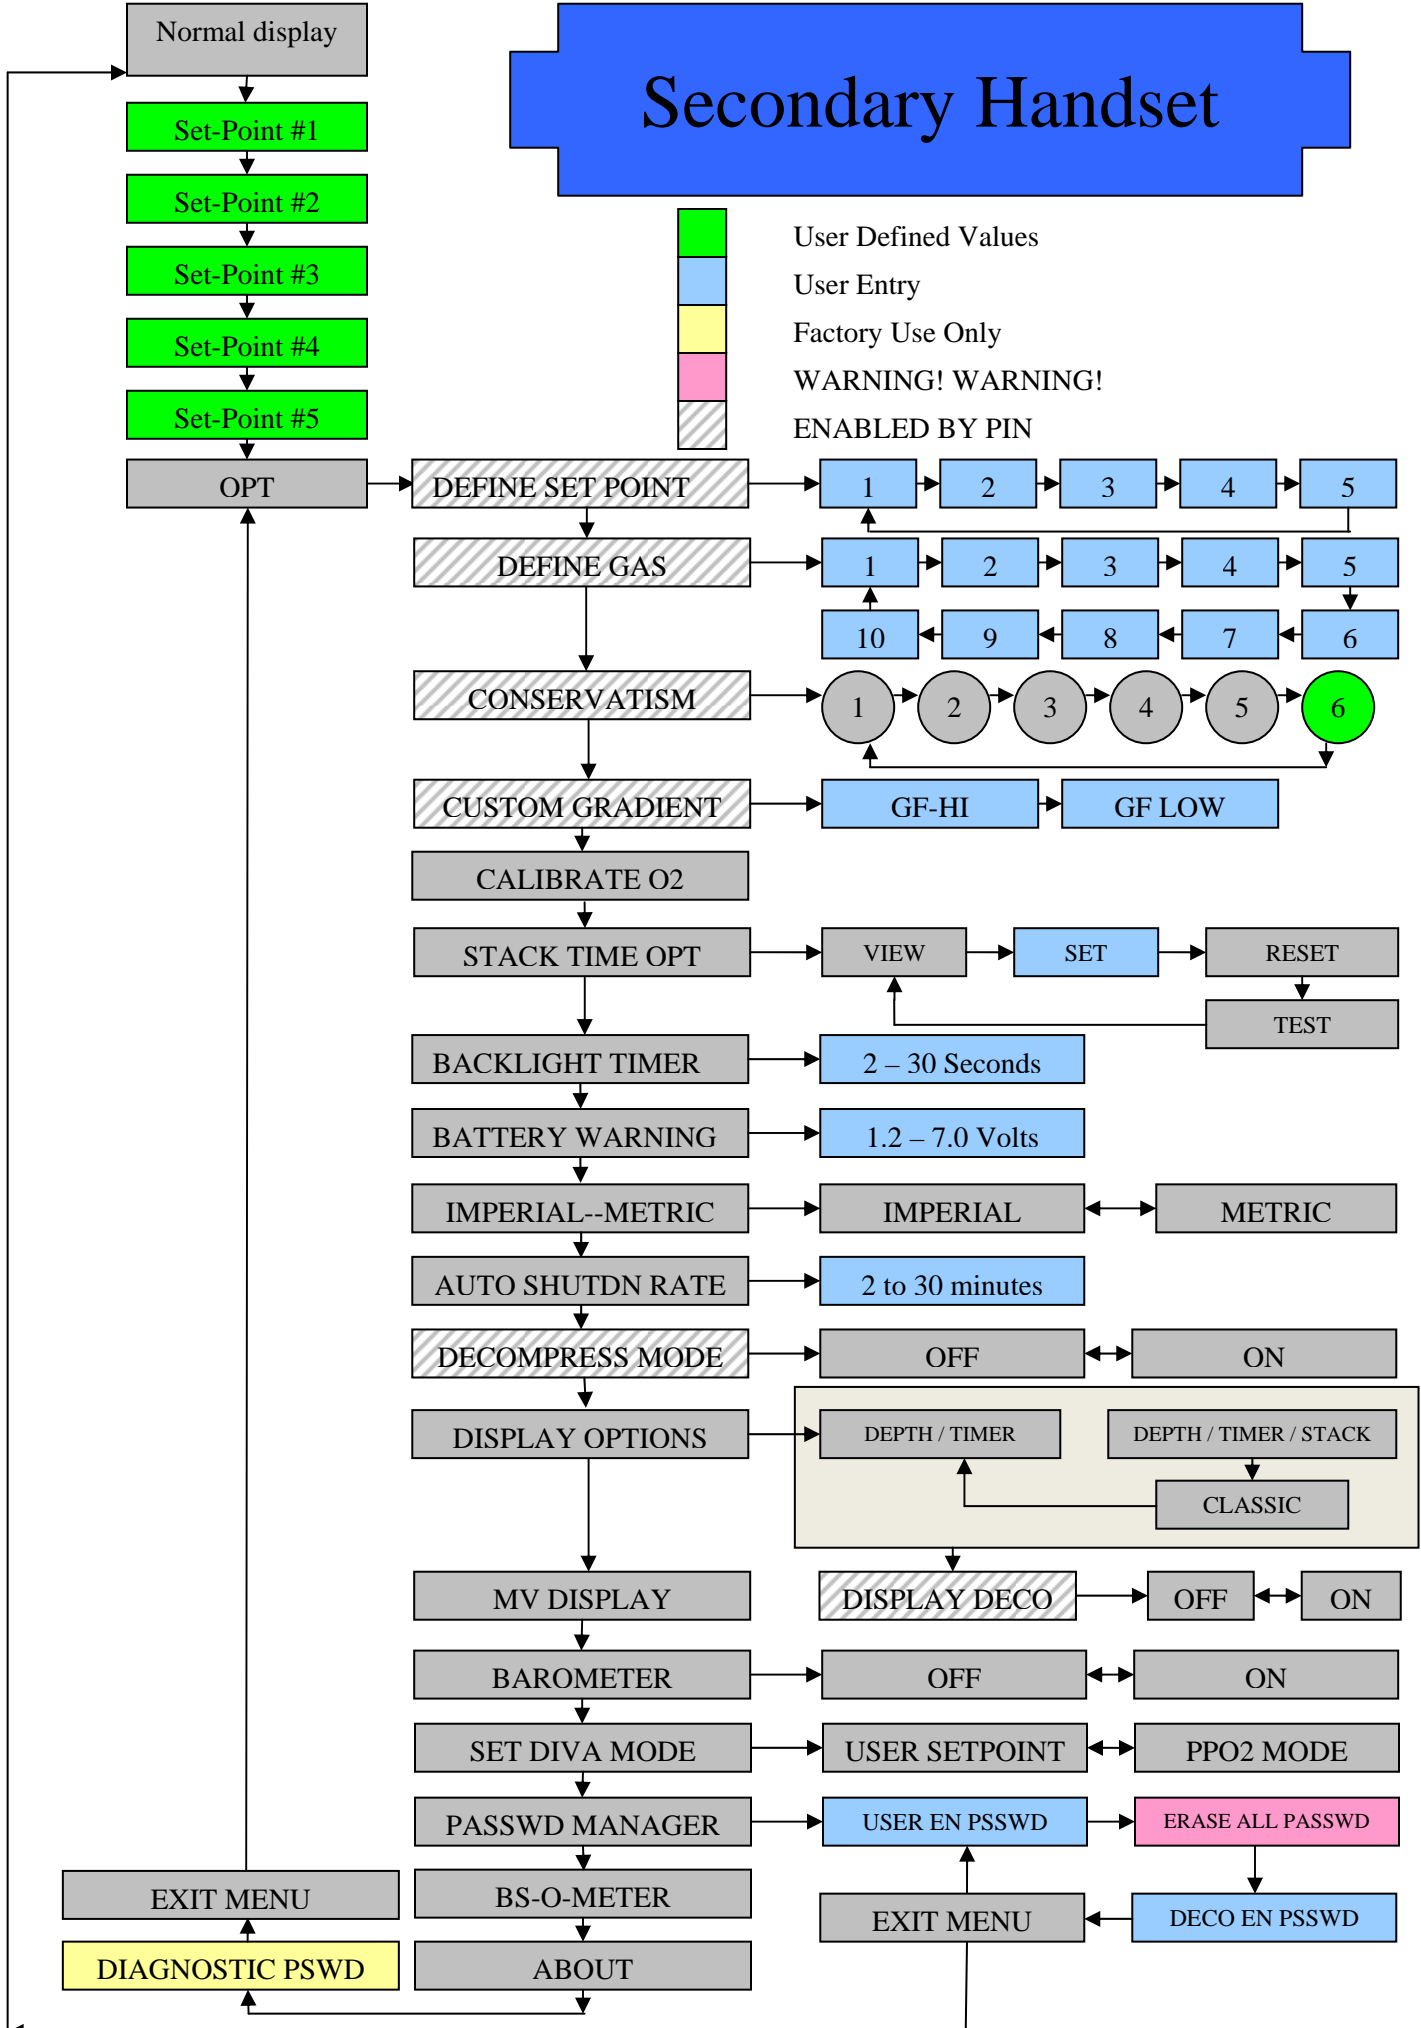 Normal display
Secondary Handset
Set-Point #1
Set-Point #2
Set-Point #3
Set-Point #4
Set-Point #5
User Defined Values
User Entry
Factory Use Only
WARNING! WARNING!
ENABLED BY PIN
OPT
DEFINE SET POINT
1 2 3 4 5
DEFINE GAS
1 2 3 4 5
10 9 8 7 6
CONSERVATISM
1 2 3 4 5 6
CUSTOM GRADIENT
GF-HI
GF LOW
CALIBRATE O2
STACK TIME OPT
VIEW
SET
RESET
TEST
BACKLIGHT TIMER
2 – 30 Seconds
BATTERY WARNING
1.2 – 7.0 Volts
IMPERIAL--METRIC
IMPERIAL
METRIC
AUTO SHUTDN RATE
2 to 30 minutes
DECOMPRESS MODE
OFF
ON
DISPLAY OPTIONS
DEPTH / TIMER
DEPTH / TIMER / STACK
CLASSIC
MV DISPLAY
DISPLAY DECO
OFF
ON
BAROMETER
OFF
ON
SET DIVA MODE
USER SETPOINT
PPO2 MODE
PASSWD MANAGER
USER EN PSSWD
ERASE ALL PASSWD
EXIT MENU
BS-O-METER
EXIT MENU
DECO EN PSSWD
DIAGNOSTIC PSWD
ABOUT